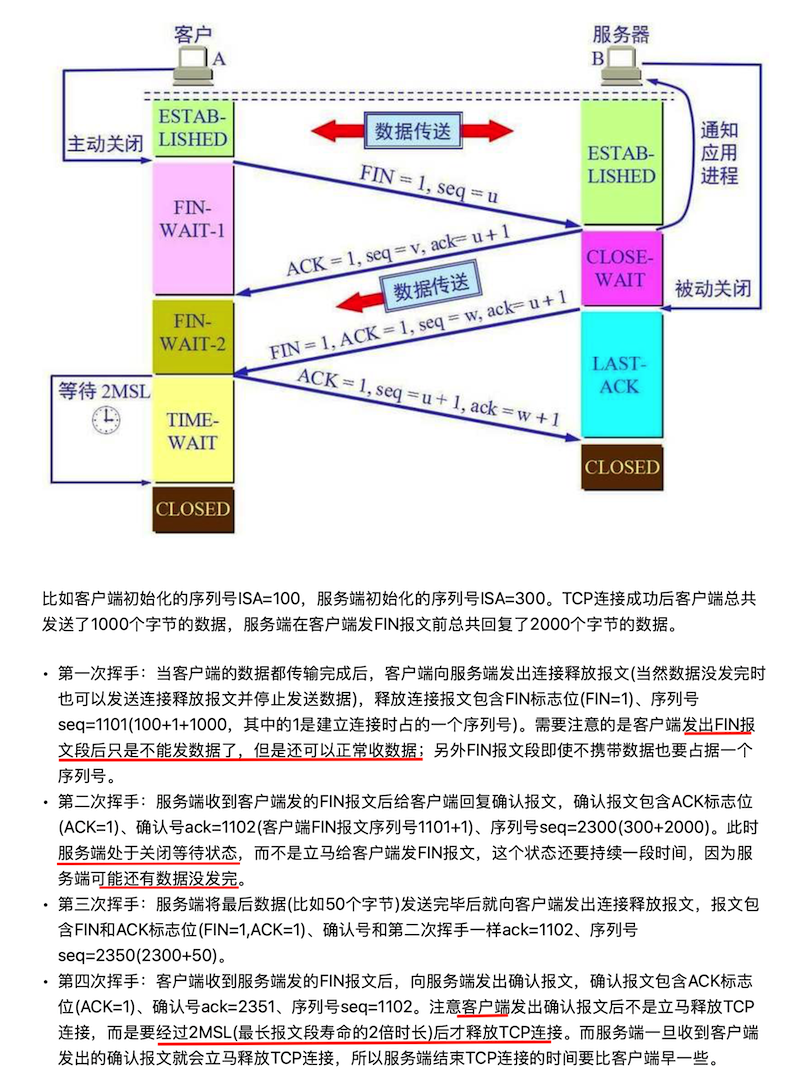 客户
服务器
A
B
ESTAB-
LISHED
主动关闭
数据传送
通知
应用
进程
ESTAB-
LISHED
FIN = 1, seq = u
FIN-
WAIT-1
ACK = 1, seq = v, ack= u + 1
CLOSE-
WAIT
数据传送
被动关闭
FIN-
WAIT-2
FIN = 1, ACK = 1, seq = w, ack= u + 1
LAST-
ACK
等待 2MSL
ACK = 1, seq = u + 1, ack = w + 1
TIME-
WAIT
CLOSED
CLOSED
比如客户端初始化的序列号ISA=100，服务端初始化的序列号ISA=300。TCP连接成功后客户端总共
发送了1000个字节的数据，服务端在客户端发FIN报文前总共回复了2000个字节的数据。
• 第一次挥手：当客户端的数据都传输完成后，客户端向服务端发出连接释放报文(当然数据没发完时
也可以发送连接释放报文并停止发送数据)，释放连接报文包含FIN标志位(FIN=1)、序列号
seq=1101(100+1+1000，其中的1是建立连接时占的一个序列号)。需要注意的是客户端发出FIN报
文段后只是不能发数据了，但是还可以正常收数据；另外FIN报文段即使不携带数据也要占据一个
序列号。
• 第二次挥手：服务端收到客户端发的FIN报文后给客户端回复确认报文，确认报文包含ACK标志位
(ACK=1)、确认号ack=1102(客户端FIN报文序列号1101+1)、序列号seq=2300(300+2000)。此时
服务端处于关闭等待状态，而不是立马给客户端发FIN报文，这个状态还要持续一段时间，因为服
务端可能还有数据没发完。
• 第三次挥手：服务端将最后数据(比如50个字节)发送完毕后就向客户端发出连接释放报文，报文包
含FIN和ACK标志位(FIN=1,ACK=1)、确认号和第二次挥手一样ack=1102、序列号
seq=2350(2300+50)。
• 第四次挥手：客户端收到服务端发的FIN报文后，向服务端发出确认报文，确认报文包含ACK标志
位(ACK=1)、确认号ack=2351、序列号seq=1102。注意客户端发出确认报文后不是立马释放TCP
连接，而是要经过2MSL(最长报文段寿命的2倍时长)后才释放TCP连接。而服务端一旦收到客户端
发出的确认报文就会立马释放TCP连接，所以服务端结束TCP连接的时间要比客户端早一些。